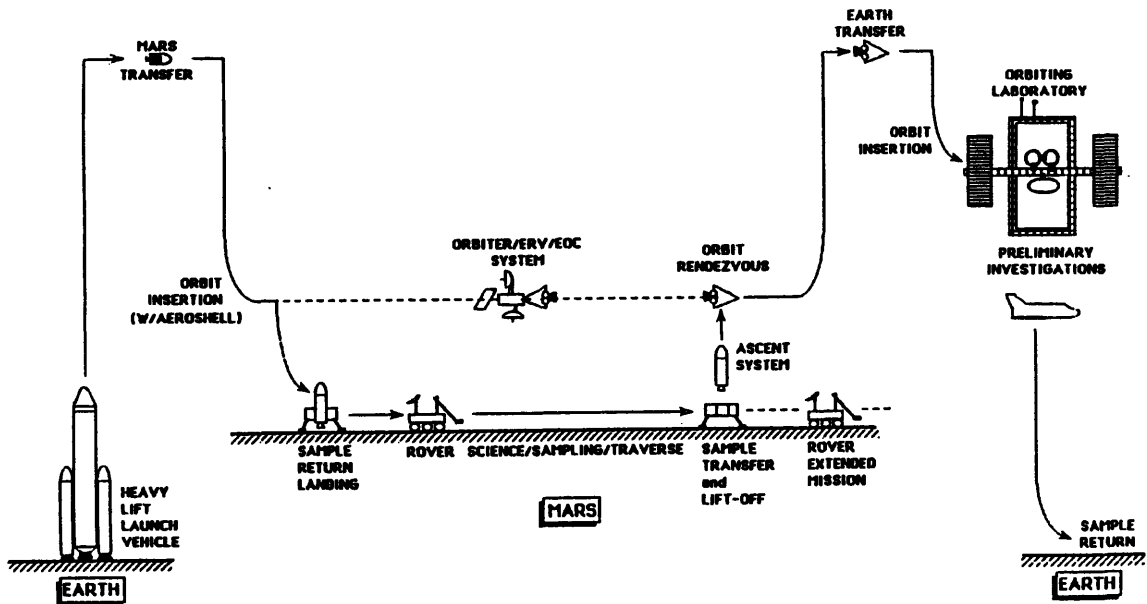 MARS
TRANSFER
EARTH
TRANSFER
ORBITING
LABORATORY
ORBIT
INSERTION
ORBITER/ERV/EOC
SYSTEM
ORBIT
RENDEZVOUS
PRELIMINARY
INVESTIGATIONS
ORBIT
INSERTION
(W/AEROSHELL)
ASCENT
SYSTEM
SAMPLE
RETURN
LANDING
ROVER
SCIENCE/SAMPLING/TRAVERSE
SAMPLE
TRANSFER
and
LIFT-OFF
ROVER
EXTENDED
MISSION
HEAVY
LIFT
LAUNCH
VEHICLE
MARS
SAMPLE
RETURN
EARTH
EARTH